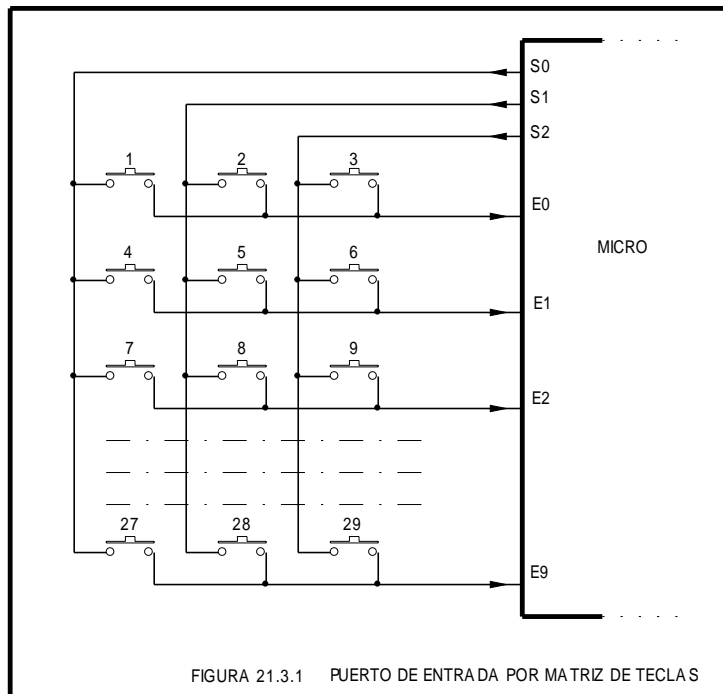 S0
S1
S2
1 2 3
E0
MICRO
4 5 6
E1
7 8 9
E2
27 28 29
E9
FIGURA 21.3.1 PUERTO DE ENTRADA POR MATRIZ DE TECLAS